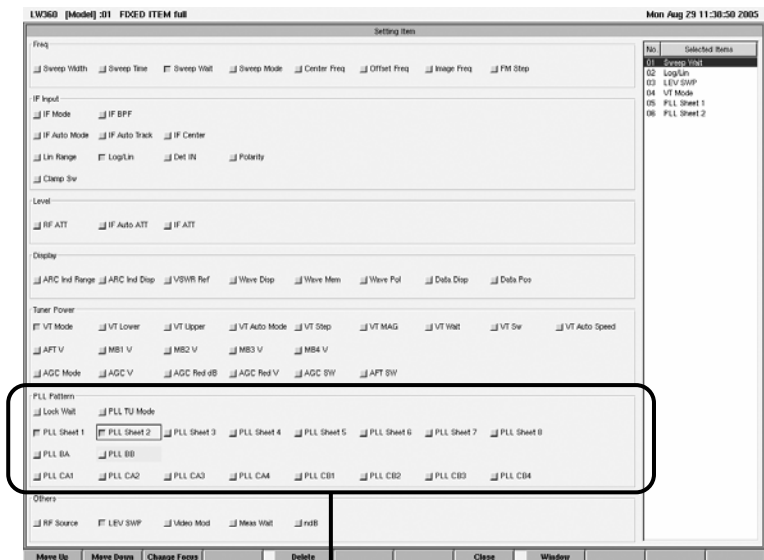 LW360 [Model] :01 FIXED ITEM full Mon Aug 29 11:38:50 2005
Setting Item
Freq
Sweep Width Sweep Time Sweep Wait Sweep Mode Center Freq Offset Freq Image Freq FM Step
IF Input
IF Mode IF BPF
IF Auto Mode IF Auto Track IF Center
Lin Range Log/Lin Det IN Polarity
Clamp Sw
Level
RF ATT IF Auto ATT IF ATT
Display
ARC Ind Range ARC Ind Disp VSWR Ref Wave Disp Wave Mem Wave Pol Data Disp Data Pos
Tuner Power
VT Mode VT Lower VT Upper VT Auto Mode VT Step VT MAG VT Wait VT Sw VT Auto Speed
AFT V MB1 V MB2 V MB3 V MB4 V
AGC Mode AGC V AGC Red dB AGC Red V AGC SW AFT SW
PLL Pattern
Lock Wait PLL TU Mode
PLL Sheet 1 PLL Sheet 2 PLL Sheet 3 PLL Sheet 4 PLL Sheet 5 PLL Sheet 6 PLL Sheet 7 PLL Sheet 8
PLL BA PLL BB
PLL CA1 PLL CA2 PLL CA3 PLL CA4 PLL CB1 PLL CB2 PLL CB3 PLL CB4
Others
RF Source LEV SWP Video Mod Meas Wait ndB
No. Selected Items
01 Sweep Wait
02 Log/Lin
03 LEV SWP
04 VT Mode
05 PLL Sheet 1
06 PLL Sheet 2
Move Up Move Down Change Focus Delete Close Window